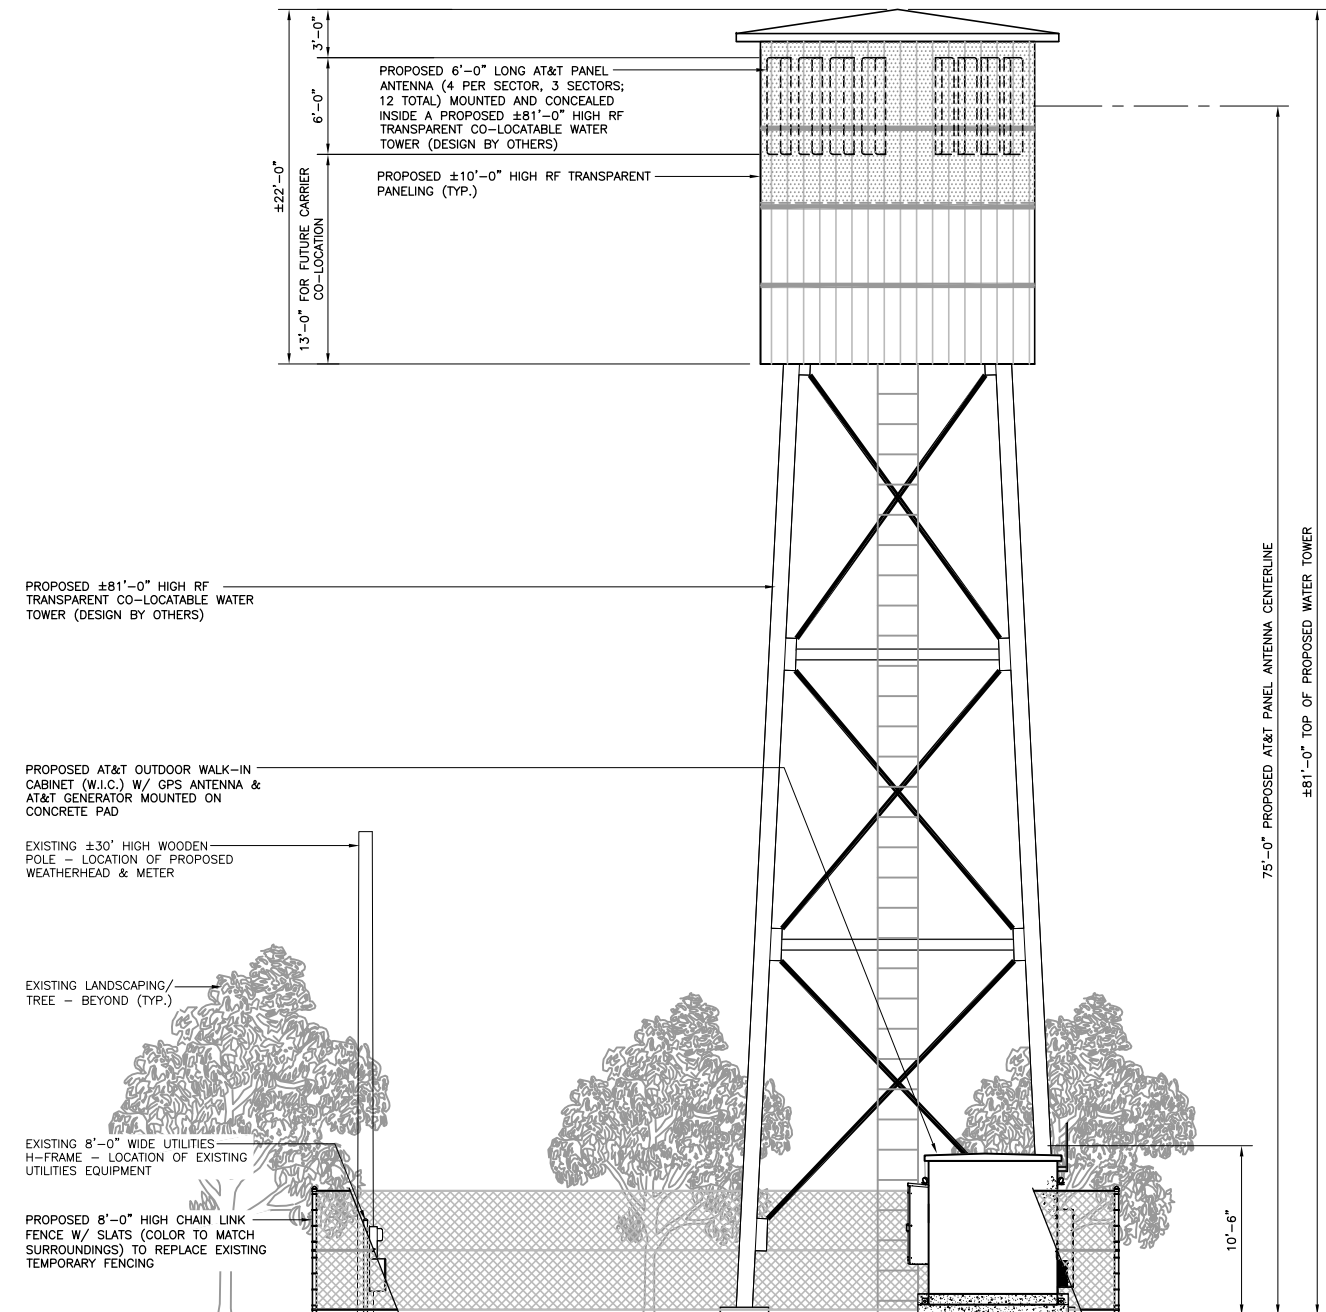 3'-0"
6'-0"
±22'-0"
13'-0" FOR FUTURE CARRIER
CO-LOCATION
PROPOSED 6'-0" LONG AT&T PANEL
ANTENNA (4 PER SECTOR, 3 SECTORS;
12 TOTAL) MOUNTED AND CONCEALED
INSIDE A PROPOSED ±81'-0" HIGH RF
TRANSPARENT CO-LOCATABLE WATER
TOWER (DESIGN BY OTHERS)
PROPOSED ±10'-0" HIGH RF TRANSPARENT
PANELING (TYP.)
PROPOSED ±81'-0" HIGH RF
TRANSPARENT CO-LOCATABLE WATER
TOWER (DESIGN BY OTHERS)
PROPOSED AT&T OUTDOOR WALK-IN
CABINET (W.I.C.) W/ GPS ANTENNA &
AT&T GENERATOR MOUNTED ON
CONCRETE PAD
EXISTING ±30' HIGH WOODEN
POLE - LOCATION OF PROPOSED
WEATHERHEAD & METER
EXISTING LANDSCAPING/
TREE - BEYOND (TYP.)
EXISTING 8'-0" WIDE UTILITIES
H-FRAME - LOCATION OF EXISTING
UTILITIES EQUIPMENT
PROPOSED 8'-0" HIGH CHAIN LINK
FENCE W/ SLATS (COLOR TO MATCH
SURROUNDINGS) TO REPLACE EXISTING
TEMPORARY FENCING
10'-6"
75'-0" PROPOSED AT&T PANEL ANTENNA CENTERLINE
±81'-0" TOP OF PROPOSED WATER TOWER